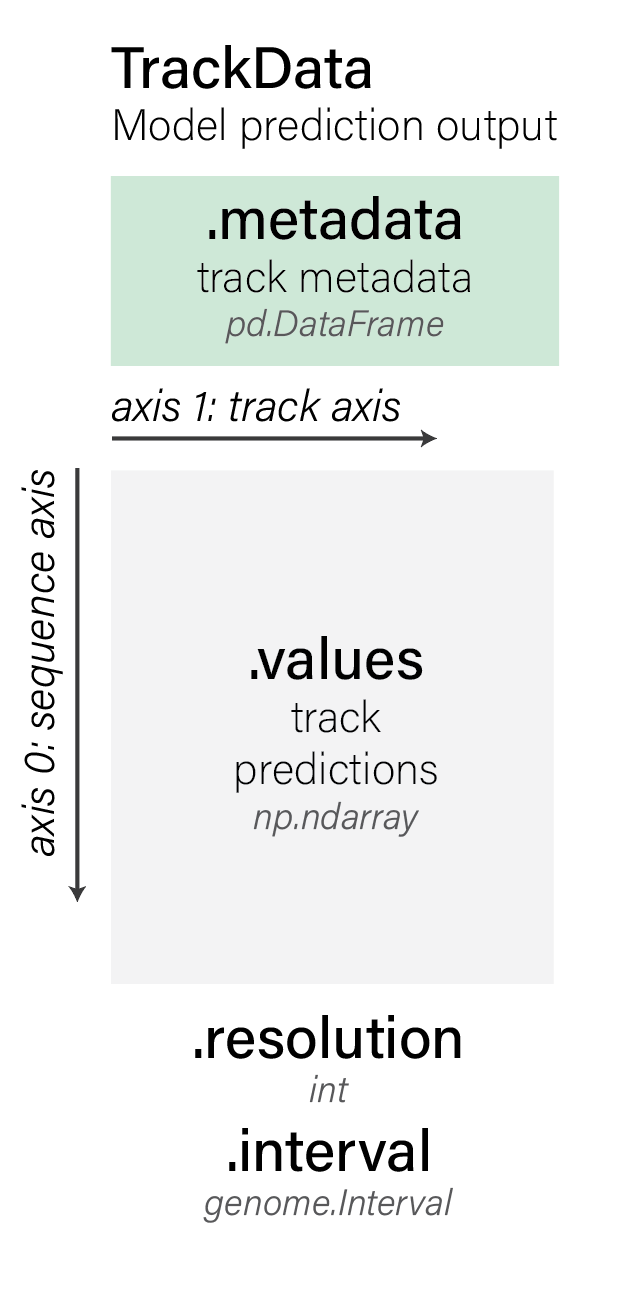 TrackData
Model prediction output
.metadata
track metadata
pd.DataFrame
axis 1: track axis
axis 0: sequence axis
.values
track
predictions
np.ndarray
.resolution
int
.interval
genome.Interval